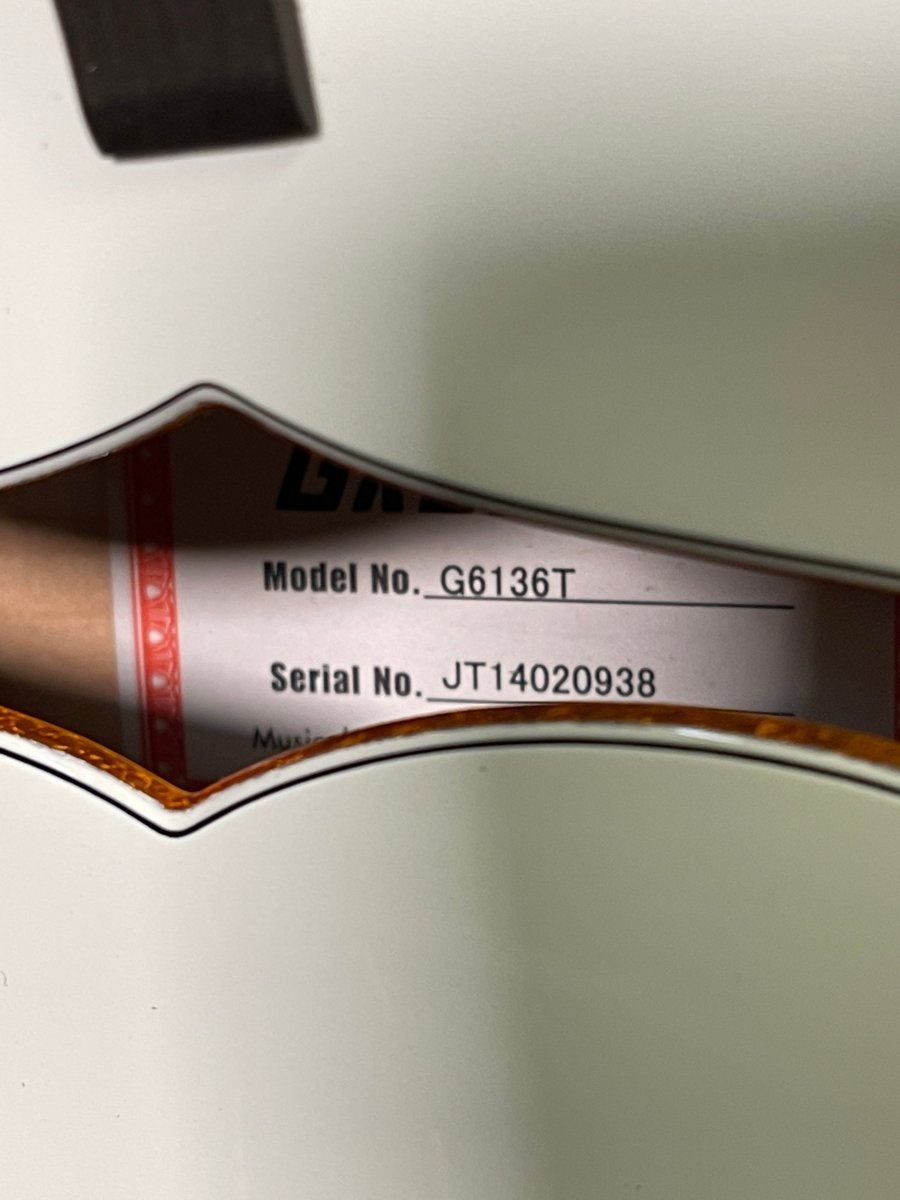 Model No. G6136T
Serial No. JT14020938